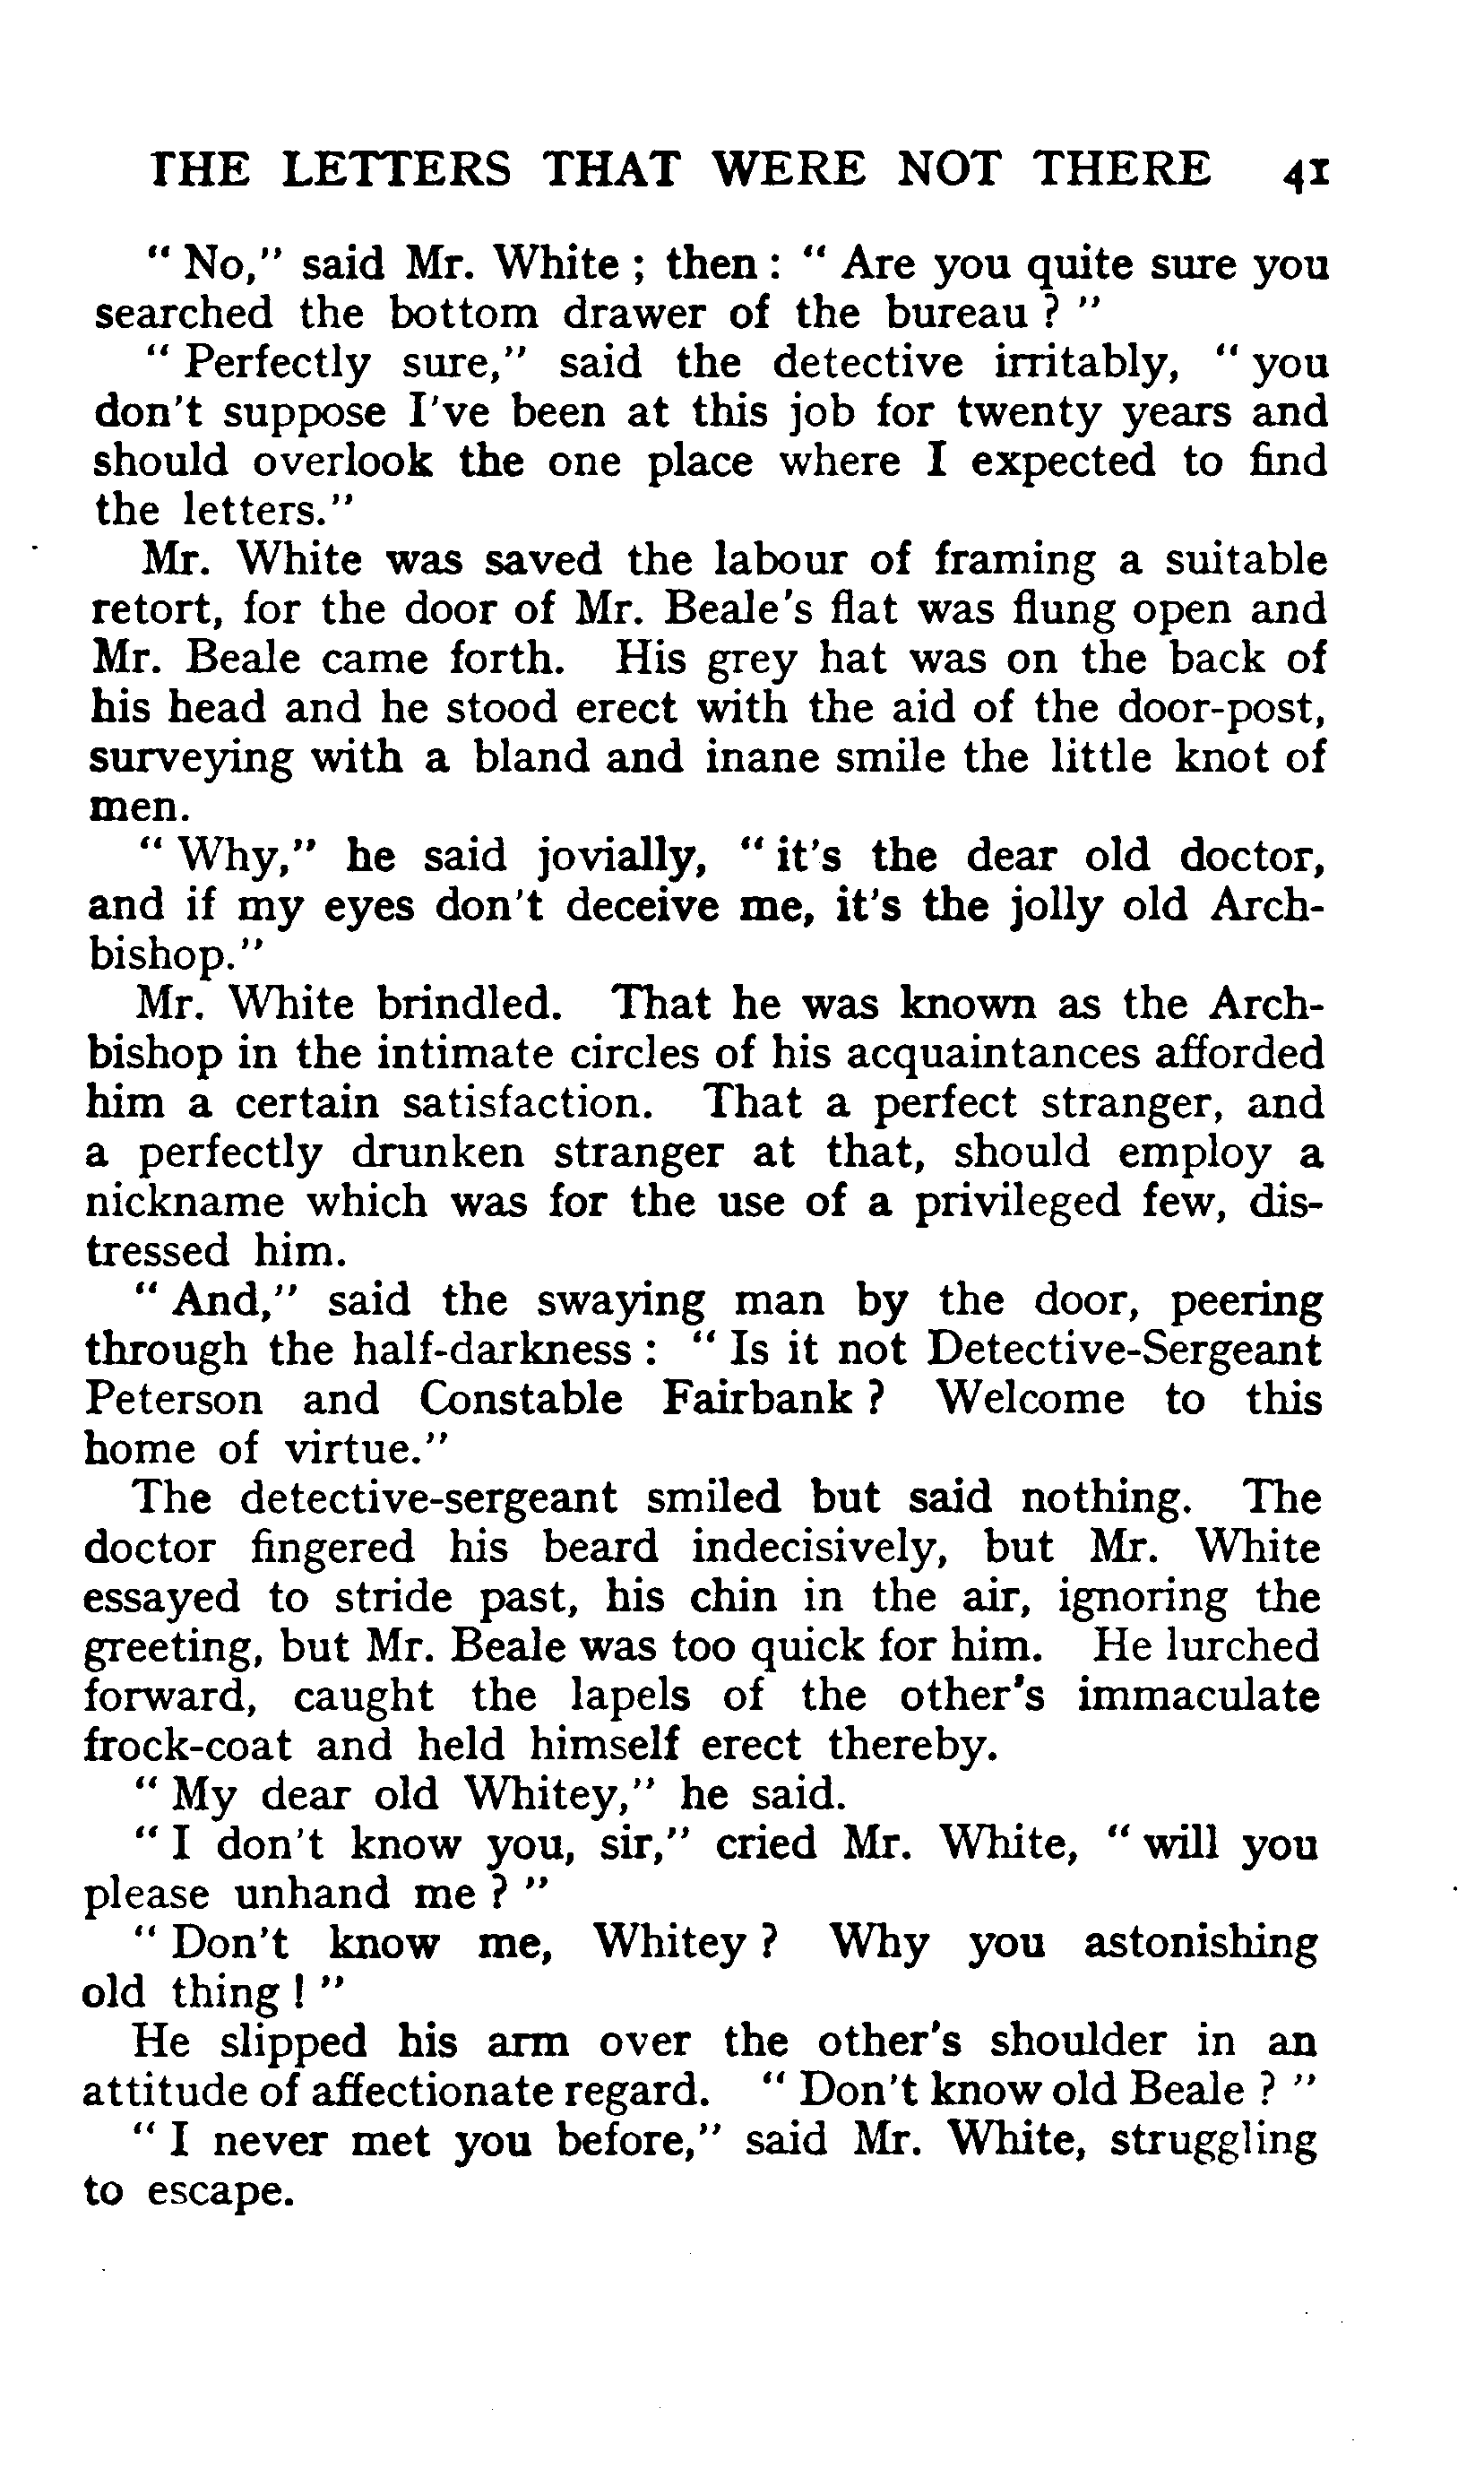 THE LETTERS THAT WERE NOT THERE 41
" No," said Mr. White ; then : " Are you quite sure you
searched the bottom drawer of the bureau ? "
" Perfectly sure," said the detective irritably, " you
don't suppose I've been at this job for twenty years and
should overlook the one place where I expected to find
the letters."
Mr. White was saved the labour of framing a suitable
retort, for the door of Mr. Beale's flat was flung open and
Mr. Beale came forth. His grey hat was on the back of
his head and he stood erect with the aid of the door-post,
surveying with a bland and inane smile the little knot of
men.
" Why," he said jovially, " it's the dear old doctor,
and if my eyes don't deceive me, it's the jolly old Arch-
bishop."
Mr. White brindled. That he was known as the Arch-
bishop in the intimate circles of his acquaintances afforded
him a certain satisfaction. That a perfect stranger, and
a perfectly drunken stranger at that, should employ a
nickname which was for the use of a privileged few, dis-
tressed him.
" And," said the swaying man by the door, peering
through the half-darkness : " Is it not Detective-Sergeant
Peterson and Constable Fairbank ? Welcome to this
home of virtue."
The detective-sergeant smiled but said nothing. The
doctor fingered his beard indecisively, but Mr. White
essayed to stride past, his chin in the air, ignoring the
greeting, but Mr. Beale was too quick for him. He lurched
forward, caught the lapels of the other's immaculate
frock-coat and held himself erect thereby.
" My dear old Whitey," he said.
" I don't know you, sir," cried Mr. White, " will you
please unhand me ? "
" Don't know me, Whitey ? Why you astonishing
old thing ! "
He slipped his arm over the other's shoulder in an
attitude of affectionate regard. " Don't know old Beale ? "
" I never met you before," said Mr. White, struggling
to escape.